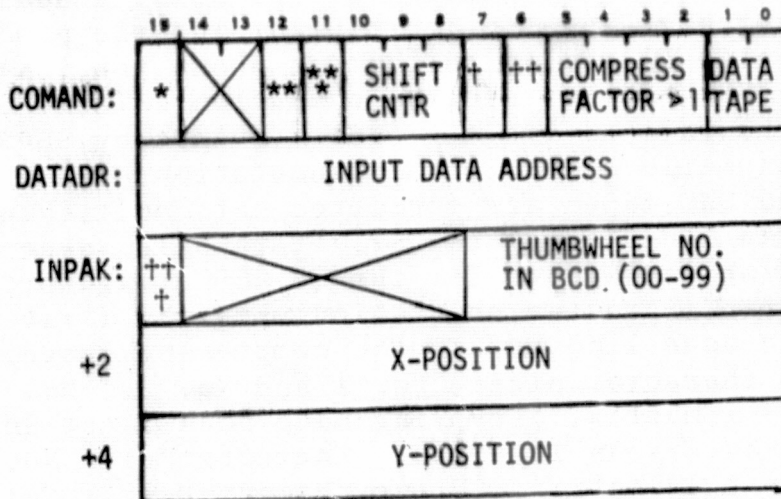 15 14 13 12 11 10 9 8 7 6 5 4 3 2 1 0
COMAND: * ** *** SHIFT CNTR † †† COMPRESS FACTOR >1 DATA TAPE
DATADR: INPUT DATA ADDRESS
INPAK: ††† THUMBWHEEL NO. IN BCD. (00-99)
+2 X-POSITION
+4 Y-POSITION